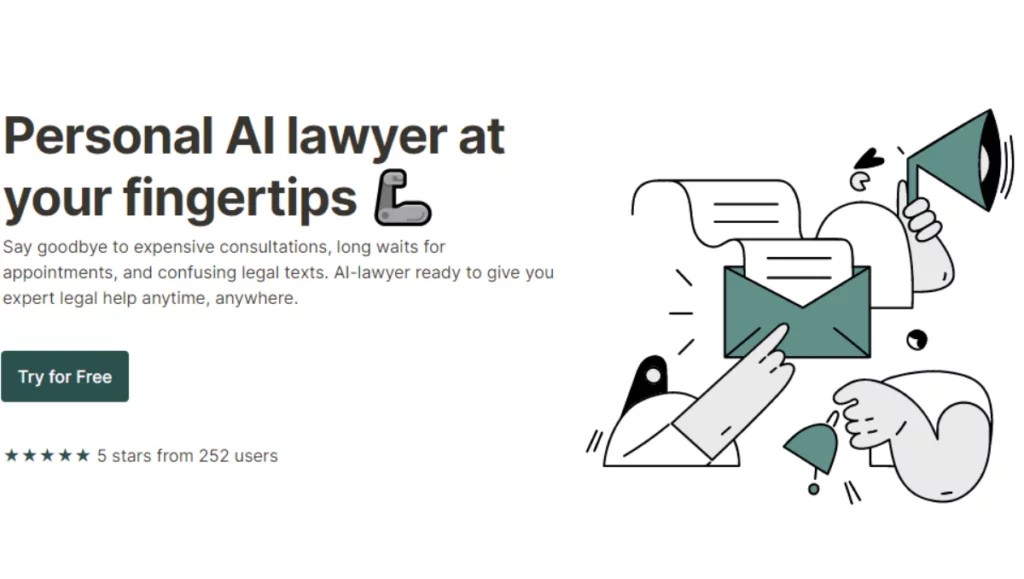 Personal AI lawyer at
your fingertips 🦾
Say goodbye to expensive consultations, long waits for
appointments, and confusing legal texts. AI-lawyer ready to give you
expert legal help anytime, anywhere.
Try for Free
★★★★★ 5 stars from 252 users